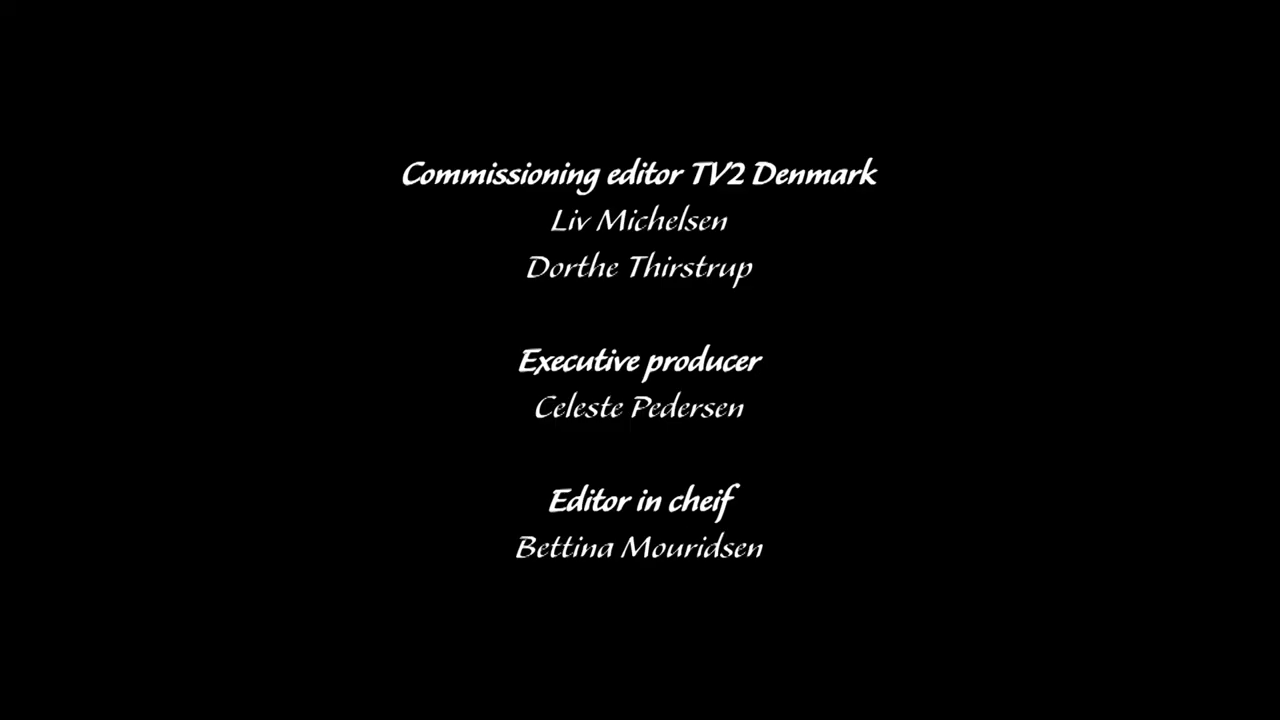 Commissioning editor TV2 Denmark
Liv Michelsen
Dorthe Thirstrup
Executive producer
Celeste Pedersen
Editor in cheif
Bettina Mouridsen